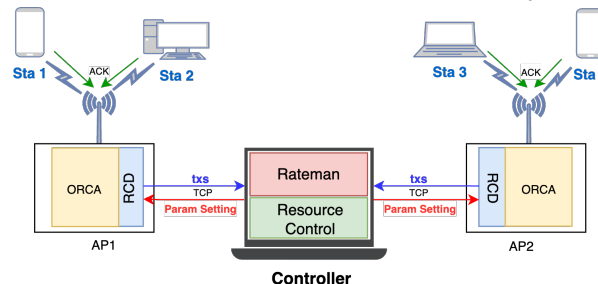 Sta 1
ACK
Sta 2
Sta 3
ACK
Sta
ORCA
RCD
AP1
txs
TCP
Param Setting
Rateman
Resource
Control
Controller
txs
TCP
Param Setting
RCD
ORCA
AP2